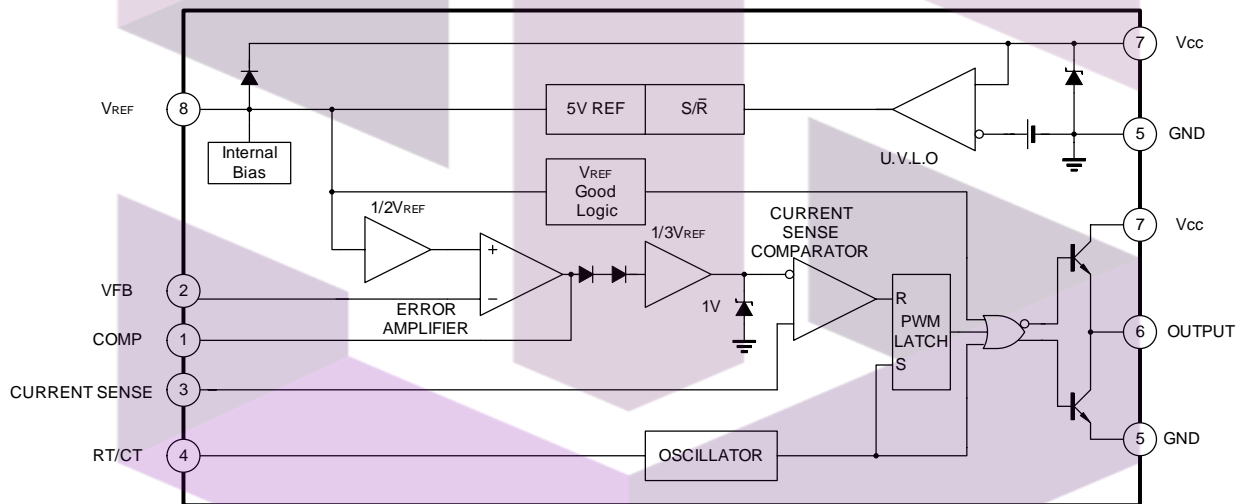 7 Vcc
VREF 8
5V REF
S/R̄
5 GND
Internal
Bias
U.V.L.O
VREF
Good
Logic
1/2VREF
1/3VREF
CURRENT
SENSE
COMPARATOR
7 Vcc
+
−
VFB 2
ERROR
AMPLIFIER
1V
R
PWM
LATCH
S
COMP 1
OUTPUT
6
CURRENT SENSE 3
RT/CT 4
OSCILLATOR
5 GND